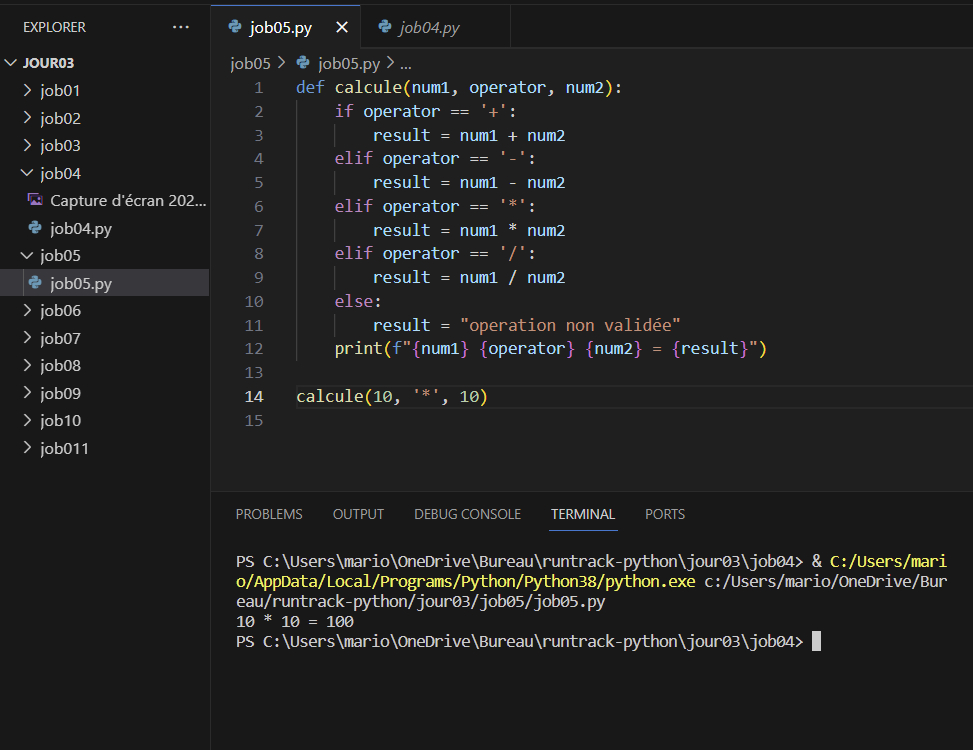 EXPLORER
...
JOUR03
job01
job02
job03
job04
Capture d'écran 202...
job04.py
job05
job05.py
job06
job07
job08
job09
job10
job011
job05.py
job04.py
job05 > job05.py > ...
1 def calcule(num1, operator, num2):
2     if operator == '+':
3         result = num1 + num2
4     elif operator == '-':
5         result = num1 - num2
6     elif operator == '*':
7         result = num1 * num2
8     elif operator == '/':
9         result = num1 / num2
10     else:
11         result = "operation non validée"
12     print(f"{num1} {operator} {num2} = {result}")
13
14 calcule(10, '*', 10)
15
PROBLEMS OUTPUT DEBUG CONSOLE TERMINAL PORTS
PS C:\Users\mario\OneDrive\Bureau\runtrack-python\jour03\job04> & C:/Users/mari
o/AppData/Local/Programs/Python/Python38/python.exe c:/Users/mario/OneDrive/Bur
eau/runtrack-python/jour03/job05/job05.py
10 * 10 = 100
PS C:\Users\mario\OneDrive\Bureau\runtrack-python\jour03\job04>